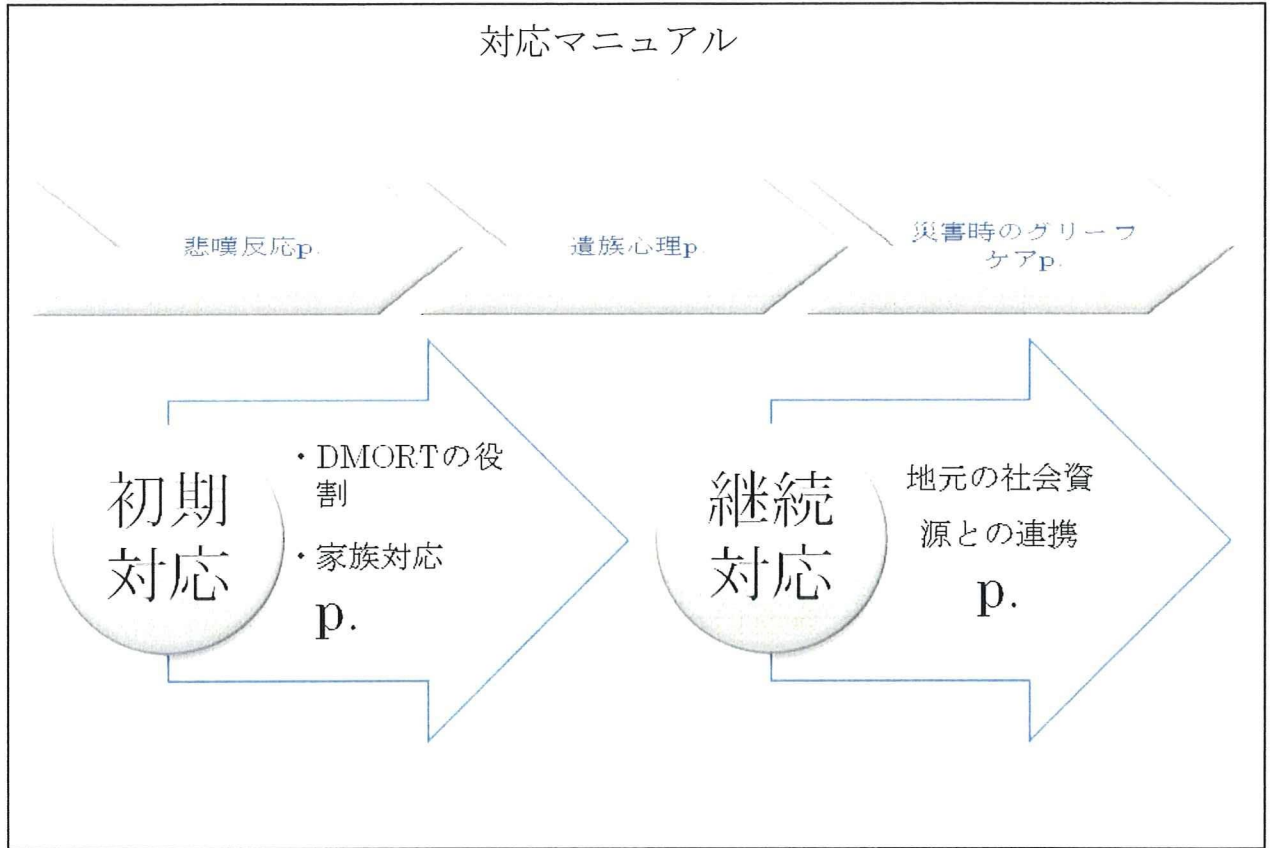 対応マニュアル
悲嘆反応p.
遺族心理p.
災害時のグリーフ
ケアp.
初期
対応
・DMORTの役
割
・家族対応
p.
継続
対応
地元の社会資
源との連携
p.